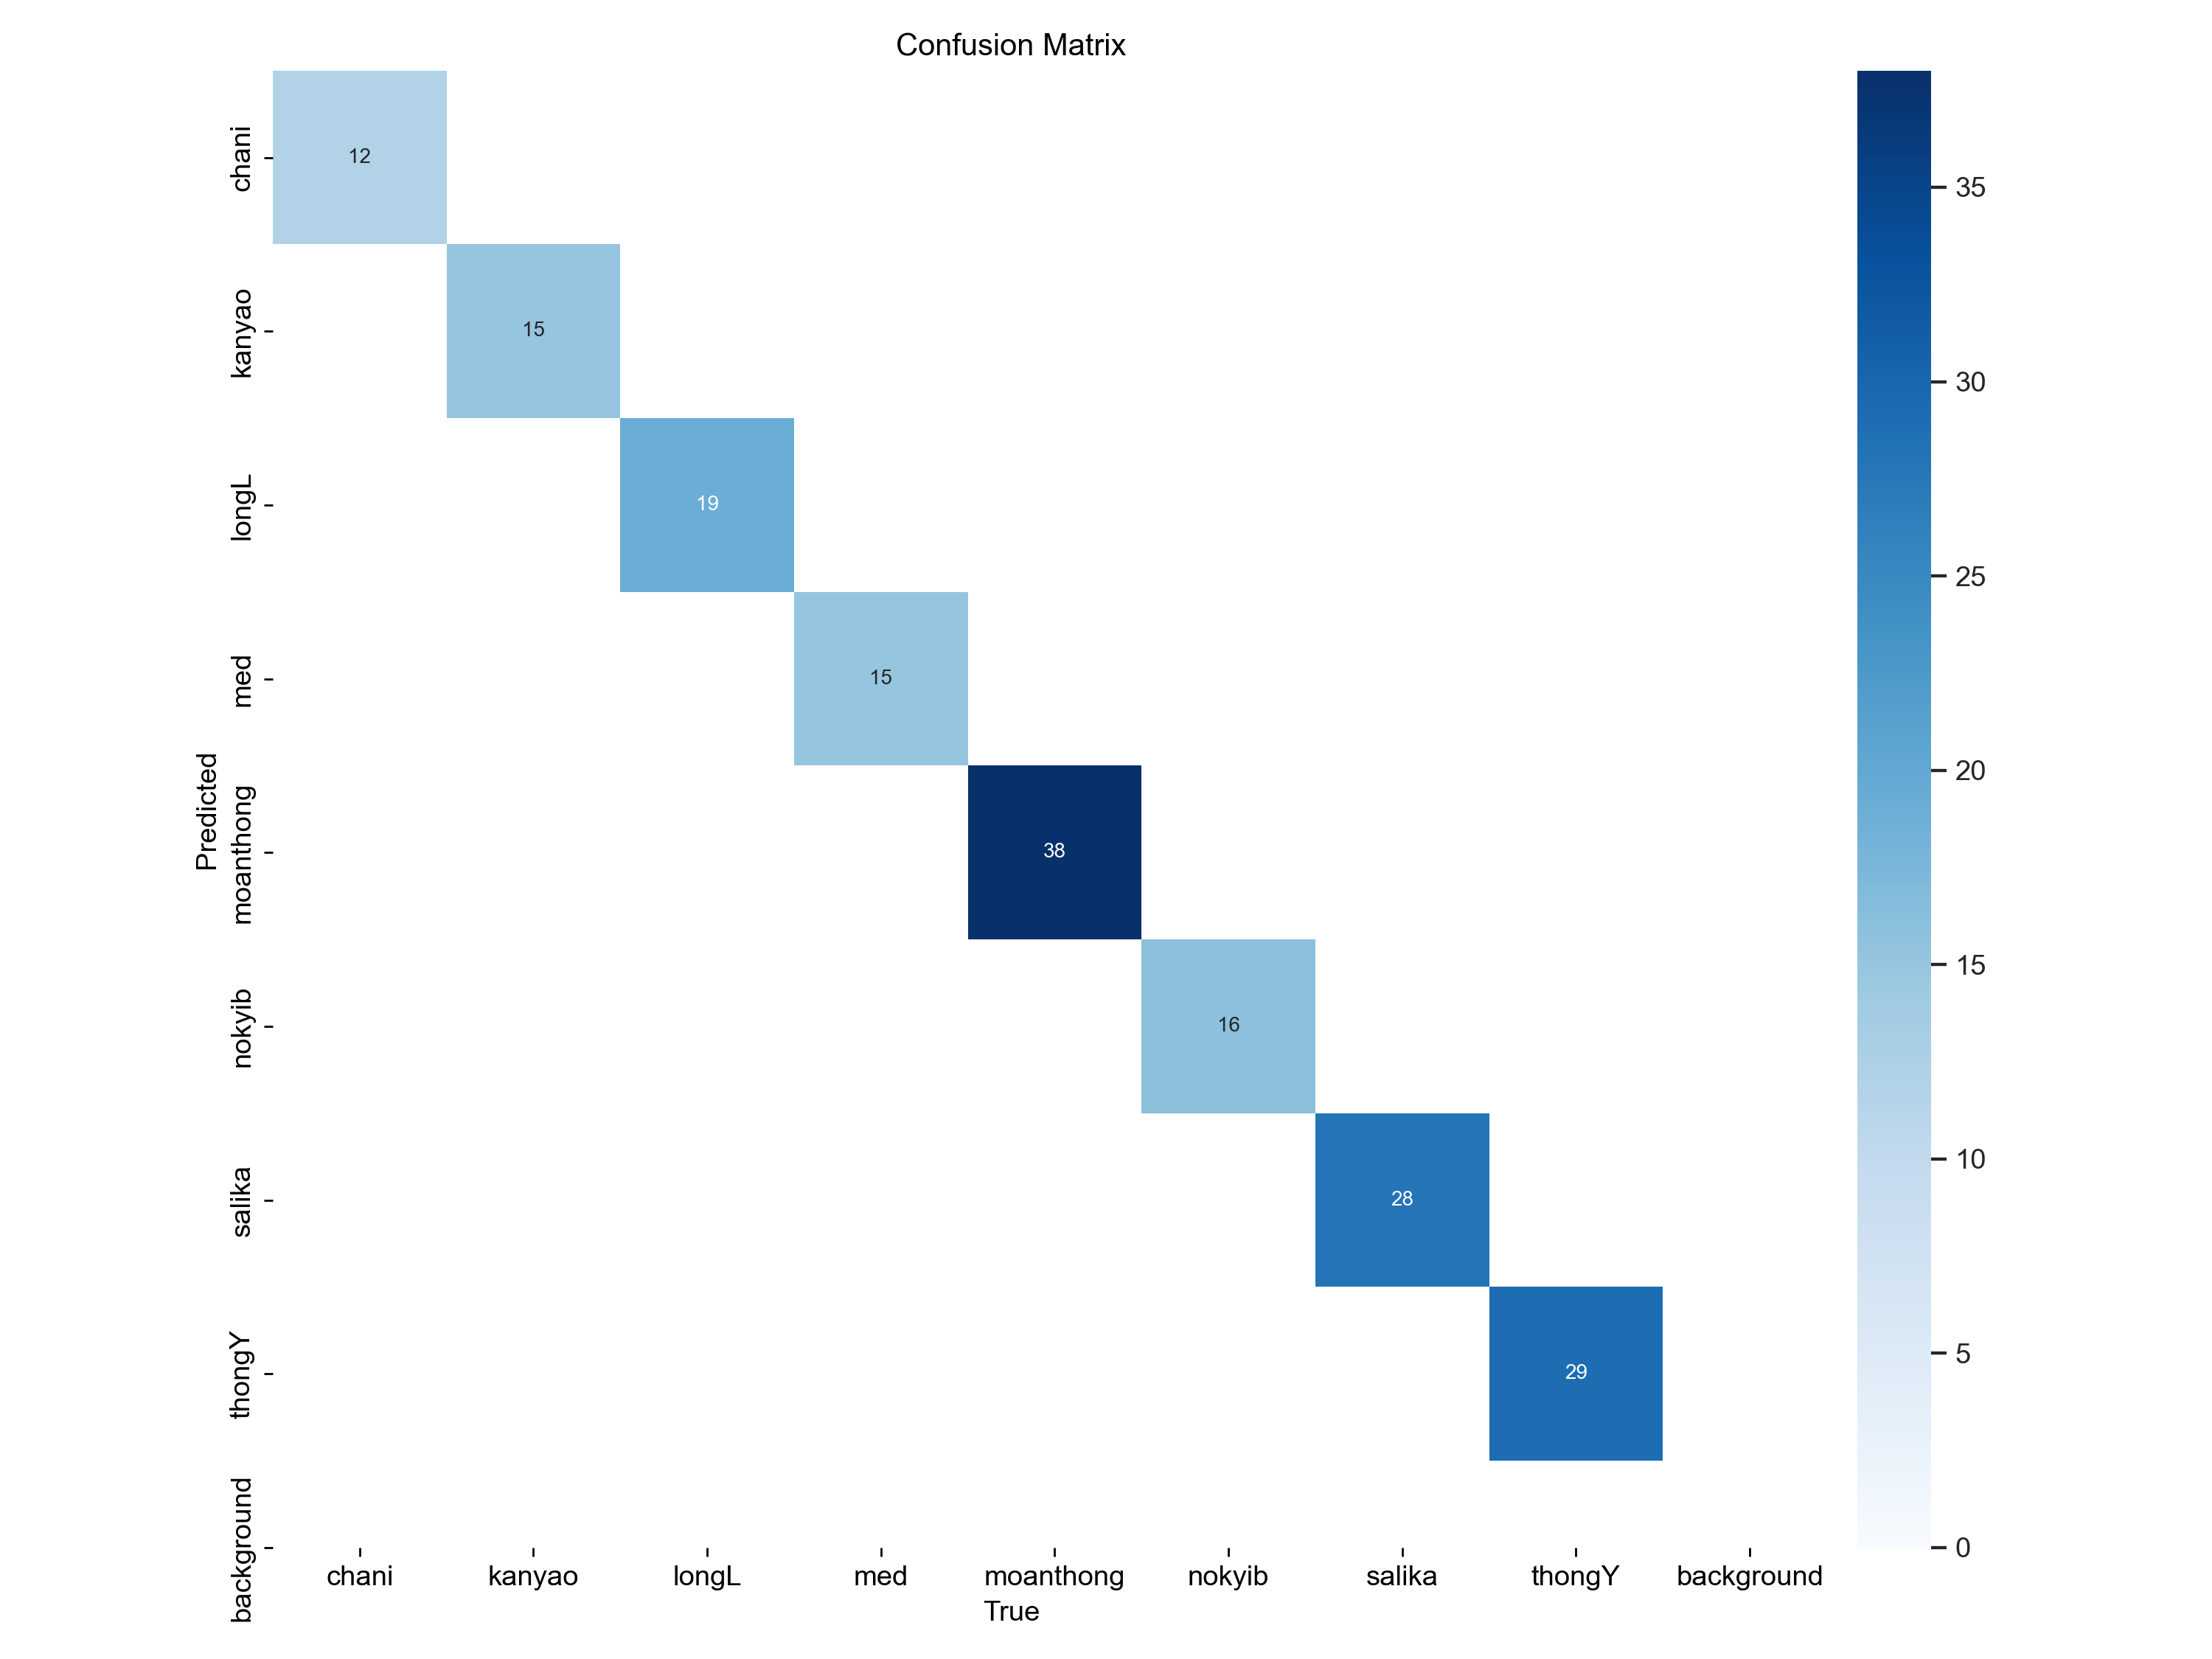 Confusion Matrix
chani
kanyao
longL
med
moanthong
nokyib
salika
thongY
background
Predicted
12
15
19
15
38
16
28
29
35
30
25
20
15
10
5
0
chani kanyao longL med moanthong nokyib salika thongY background
True